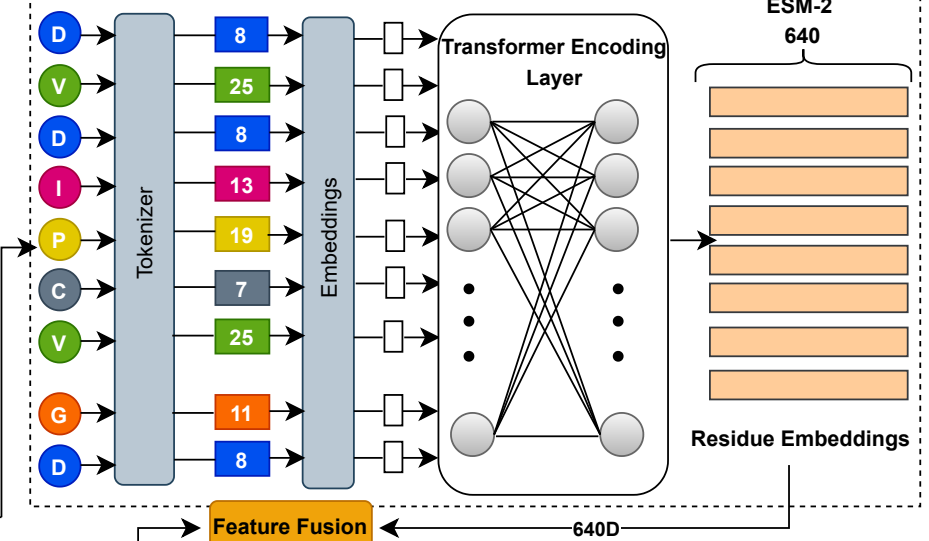 D
8
V
25
D
8
I
13
P
19
C
7
V
25
G
11
D
8
Tokenizer
Embeddings
Transformer Encoding
Layer
ESM-2
640
Residue Embeddings
Feature Fusion
640D